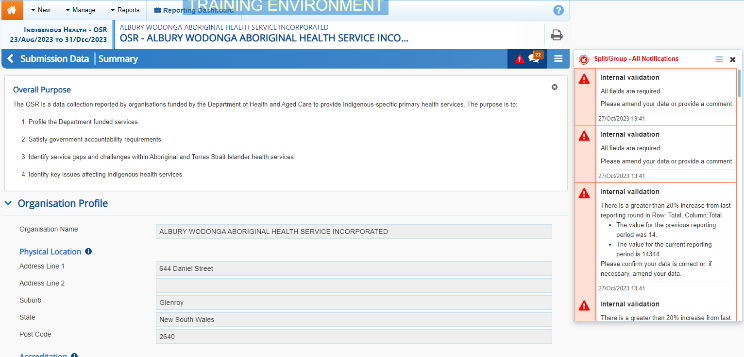 TRAINING ENVIRONMENT
New
Manage
Reports
Reporting Dashboard
?
INDIGENOUS HEALTH - OSR
23/AUG/2023 TO 31/DEC/2023
ALBURY WODONGA ABORIGINAL HEALTH SERVICE INCORPORATED
OSR - ALBURY WODONGA ABORIGINAL HEALTH SERVICE INCO...
Submission Data
Summary
Overall Purpose
The OSR is a data collection reported by organisations funded by the Department of Health and Aged Care to provide Indigenous-specific primary health services. The purpose is to:
1. Profile the Department funded services.
2. Satisfy government accountability requirements.
3. Identify service gaps and challenges within Aboriginal and Torres Strait Islander health services.
4. Identify key issues affecting Indigenous health services.
Organisation Profile
Organisation Name
ALBURY WODONGA ABORIGINAL HEALTH SERVICE INCORPORATED
Physical Location
Address Line 1
644 Daniel Street
Address Line 2
Suburb
Glenroy
State
New South Wales
Post Code
2640
Accreditation
Split/Group - All Notifications
Internal validation
All fields are required
Please amend your data or provide a comment
27/Oct/2023 13:41
Internal validation
All fields are required
Please amend your data or provide a comment
27/Oct/2023 13:41
Internal validation
There is a greater than 20% increase from last
reporting round in Row: Total. Column:Total.
• The value for the previous reporting
period was 14.
• The value for the current reporting
period is 14344.
Please confirm your data is correct or, if
necessary, amend your data.
27/Oct/2023 13:41
Internal validation
There is a greater than 20% increase from last